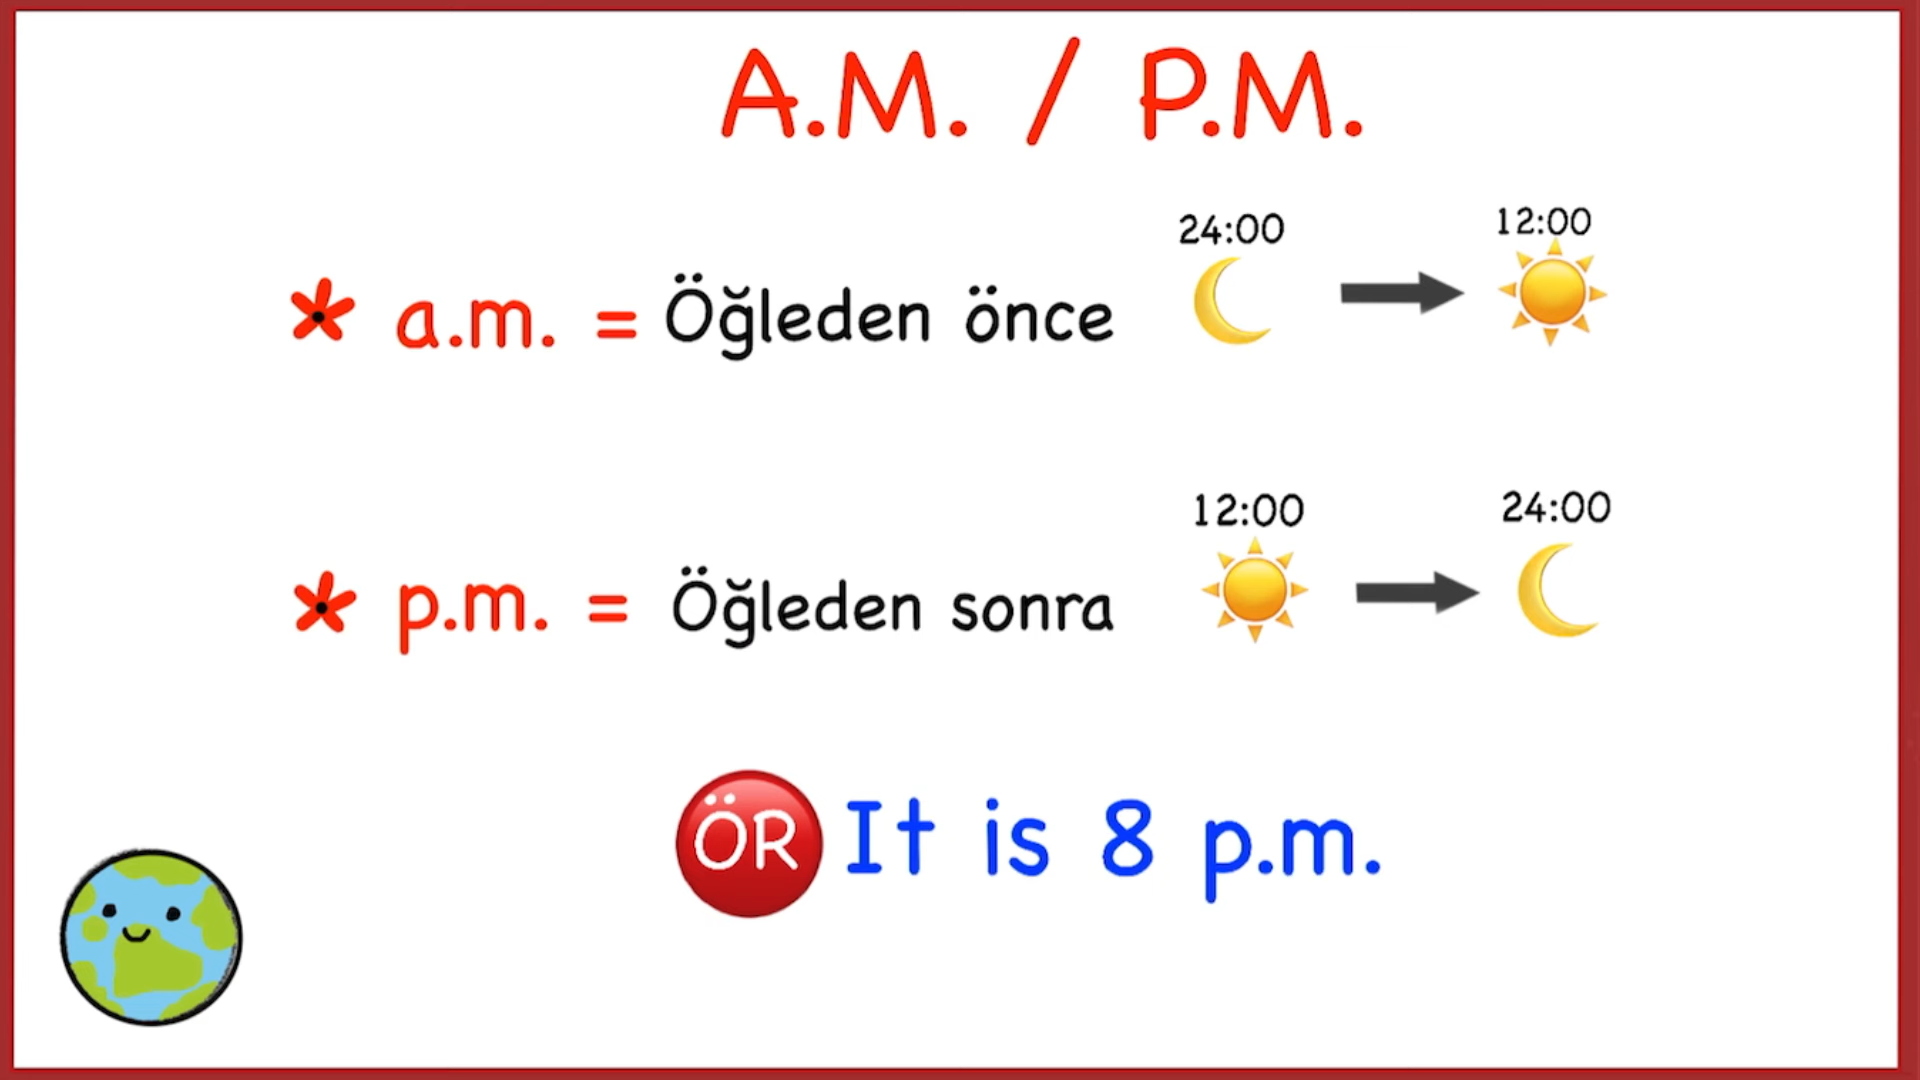 A.M. / P.M.
24:00 12:00
* a.m. = Öğleden önce
12:00 24:00
* p.m. = Öğleden sonra
ÖR It is 8 p.m.